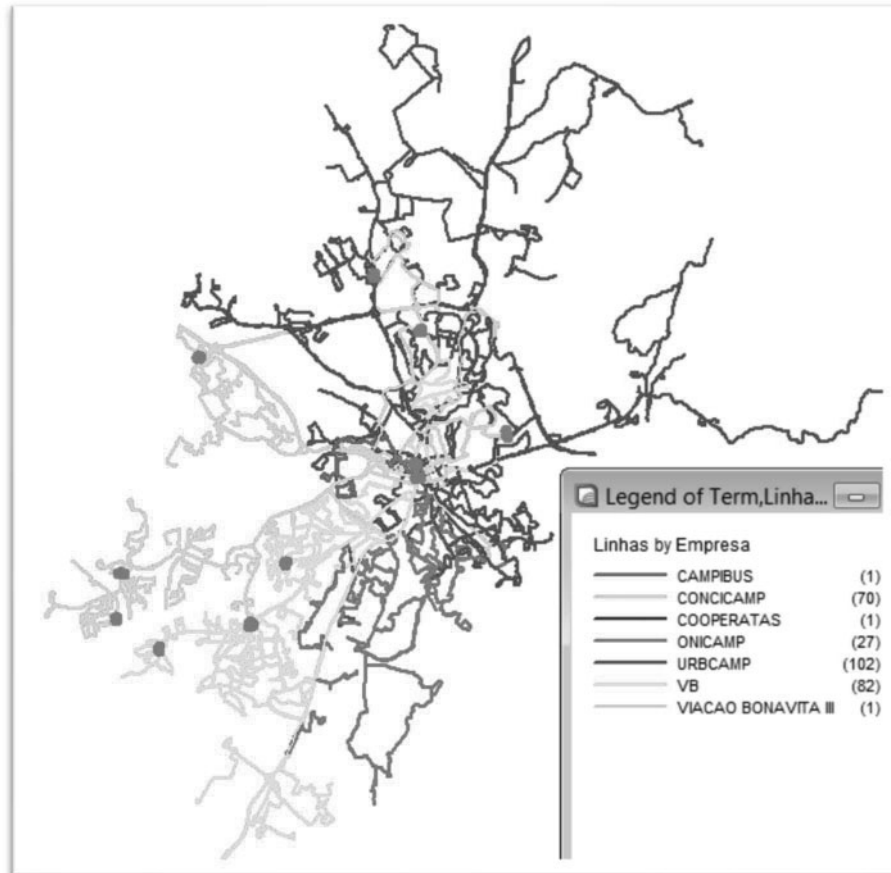 Legend of Term,Linha...
Linhas by Empresa
CAMPIBUS (1)
CONCICAMP (70)
COOPERATAS (1)
ONICAMP (27)
URBCAMP (102)
VB (82)
VIACAO BONAVITA III (1)